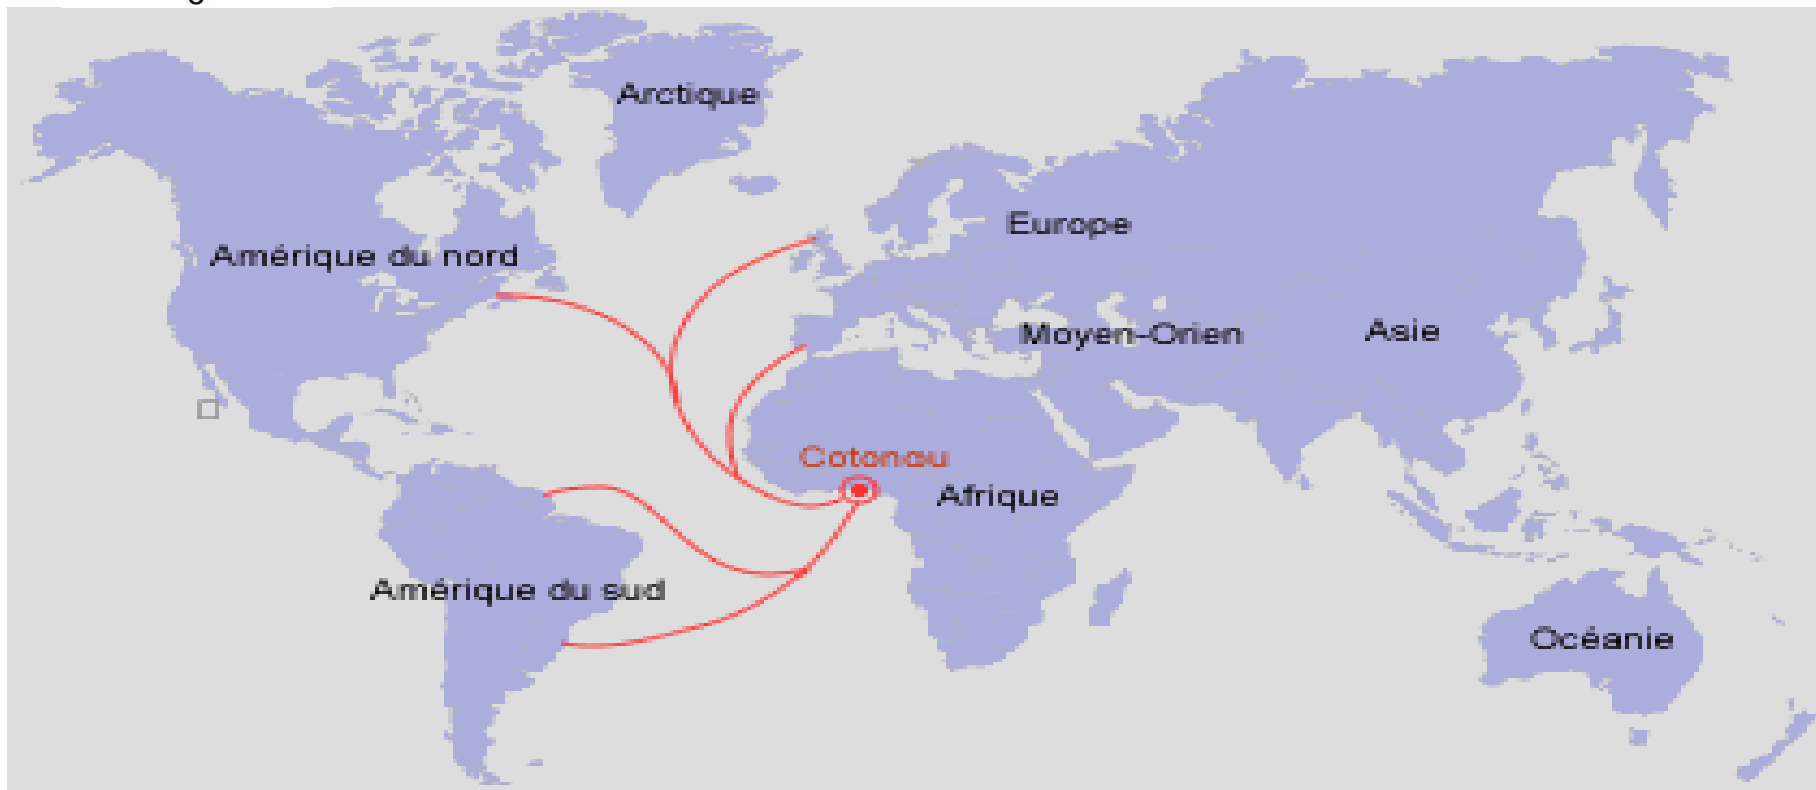 Arctique
Europe
Amérique du nord
Moyen-Orien
Asie
Cotonou
Afrique
Amérique du sud
Océanie